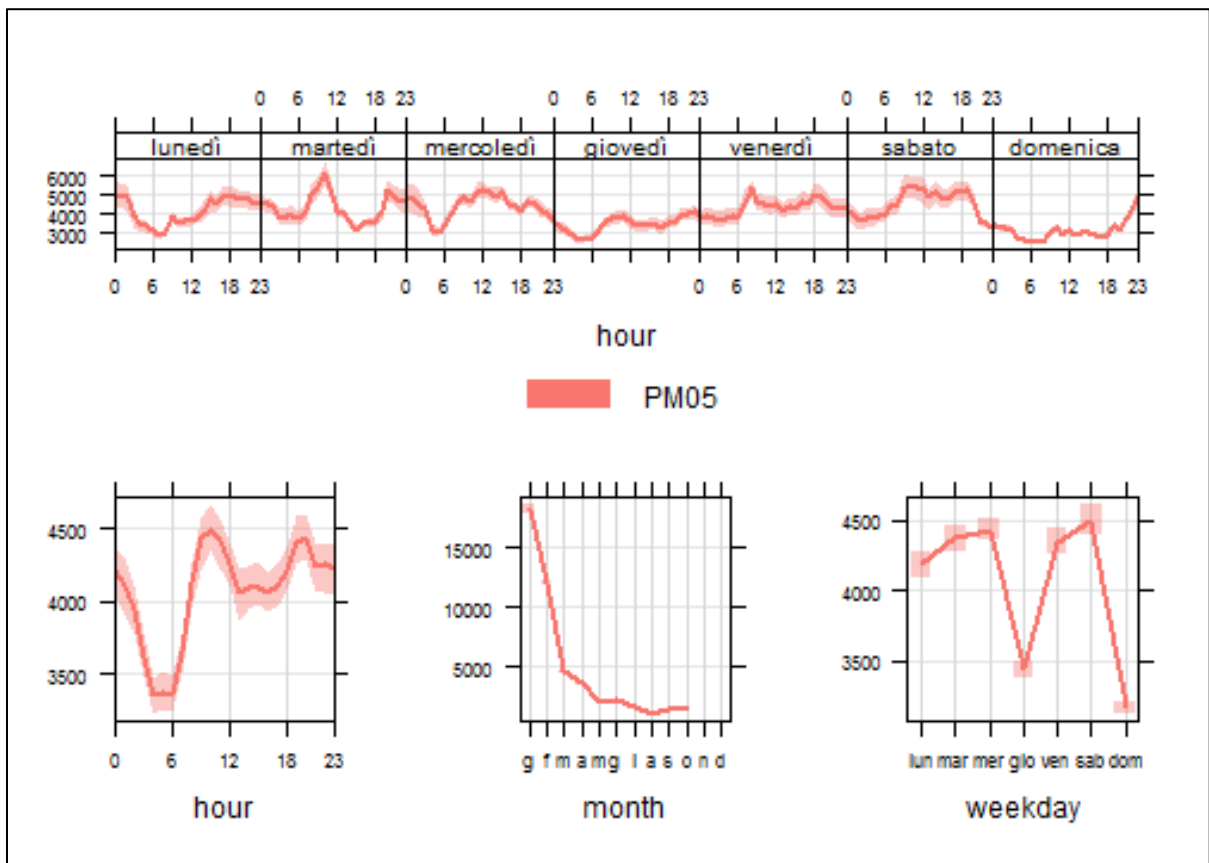 0 6 12 18 23 0 6 12 18 23 0 6 12 18 23
lunedì martedì mercoledì giovedì venerdì sabato domenica
6000
5000
4000
3000
0 6 12 18 23 0 6 12 18 23 0 6 12 18 23 0 6 12 18 23
hour
PM05
4500
4000
3500
0 6 12 18 23
hour
15000
10000
5000
g f m a m g l a s o n d
month
4500
4000
3500
lun mar mer gio ven sab dom
weekday